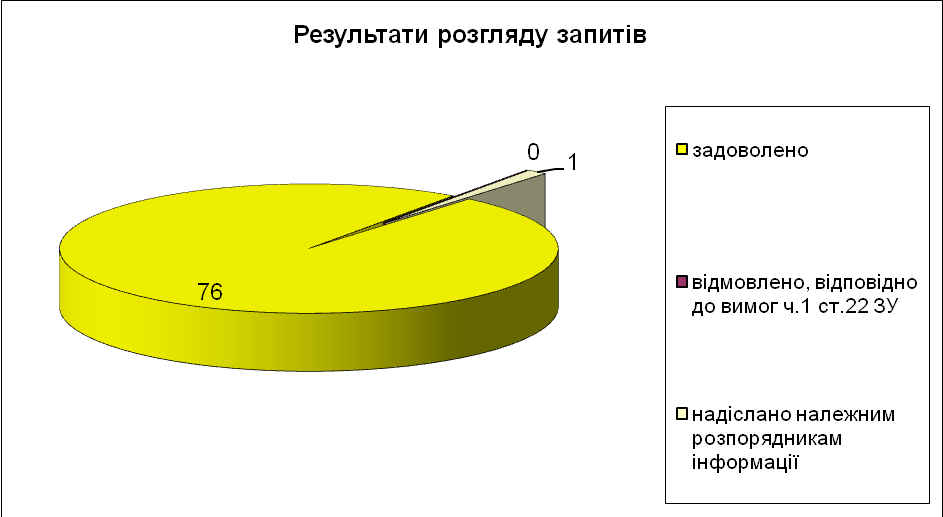 Результати розгляду запитів
0
1
76
задоволено
відмовлено, відповідно
до вимог ч.1 ст.22 ЗУ
надіслано належним
розпорядникам
інформації